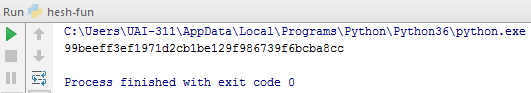 Run hesh-fun
C:\Users\UAI-311\AppData\Local\Programs\Python\Python36\python.exe
99beeff3ef1971d2cb1be129f986739f6bcba8cc
Process finished with exit code 0